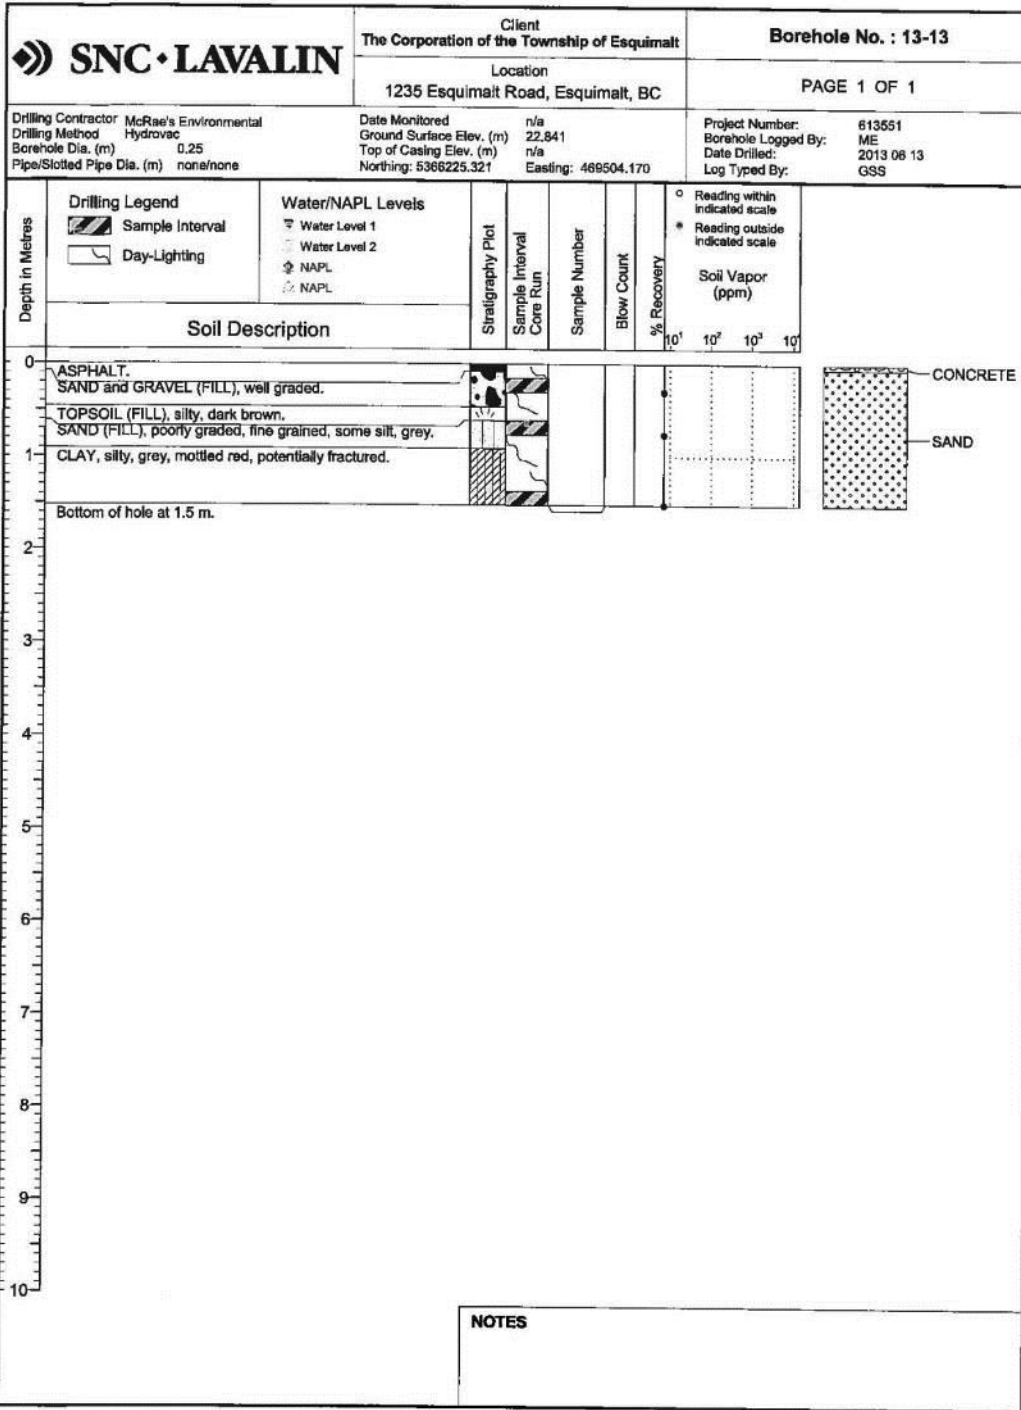 SNC·LAVALIN
Client
The Corporation of the Township of Esquimalt
Location
1235 Esquimalt Road, Esquimalt, BC
Borehole No. : 13-13
PAGE 1 OF 1
Drilling Contractor McRae's Environmental
Drilling Method Hydrovac
Borehole Dia. (m) 0.25
Pipe/Slotted Pipe Dia. (m) none/none
Date Monitored n/a
Ground Surface Elev. (m) 22.841
Top of Casing Elev. (m) n/a
Northing: 5366225.321 Easting: 469504.170
Project Number: 613551
Borehole Logged By: ME
Date Drilled: 2013 06 13
Log Typed By: GSS
Depth in Metres
Drilling Legend
Sample Interval
Day-Lighting
Water/NAPL Levels
Water Level 1
Water Level 2
NAPL
NAPL
Soil Description
Stratigraphy Plot
Sample Interval
Core Run
Sample Number
Blow Count
% Recovery
Reading within
indicated scale
Reading outside
indicated scale
Soil Vapor
(ppm)
10¹ 10² 10³ 10⁴
0
ASPHALT.
SAND and GRAVEL (FILL), well graded.
TOPSOIL (FILL), silty, dark brown.
SAND (FILL), poorly graded, fine grained, some silt, grey.
1
CLAY, silty, grey, mottled red, potentially fractured.
Bottom of hole at 1.5 m.
CONCRETE
SAND
2
3
4
5
6
7
8
9
10
NOTES